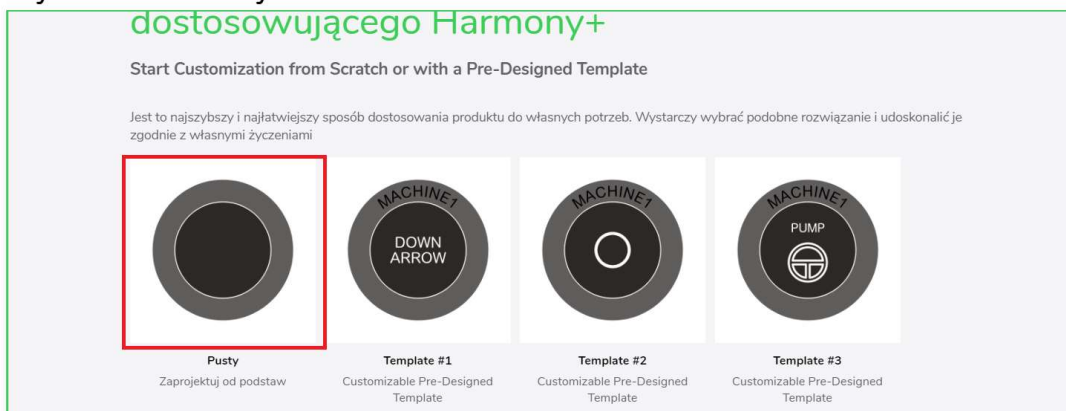 dostosowującego Harmony+
Start Customization from Scratch or with a Pre-Designed Template
Jest to najszybszy i najłatwiejszy sposób dostosowania produktu do własnych potrzeb. Wystarczy wybrać podobne rozwiązanie i udoskonalić je
zgodnie z własnymi życzeniami
MACHINE1
DOWN
ARROW
MACHINE1
MACHINE1
PUMP
Pusty
Zaprojektuj od podstaw
Template #1
Customizable Pre-Designed
Template
Template #2
Customizable Pre-Designed
Template
Template #3
Customizable Pre-Designed
Template